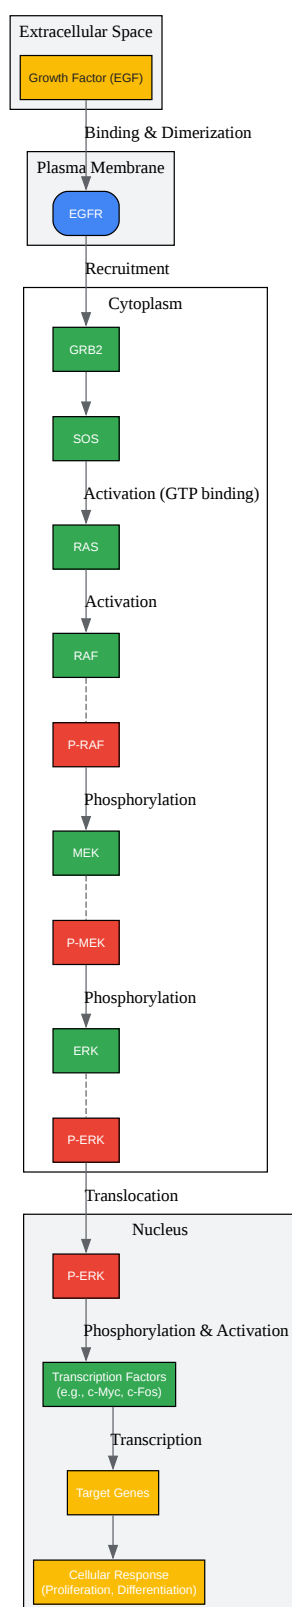 Extracellular Space
Growth Factor (EGF)
Binding & Dimerization
Plasma Membrane
EGFR
Recruitment
Cytoplasm
GRB2
SOS
Activation (GTP binding)
RAS
Activation
RAF
P-RAF
Phosphorylation
MEK
P-MEK
Phosphorylation
ERK
P-ERK
Translocation
Nucleus
P-ERK
Phosphorylation & Activation
Transcription Factors
(e.g., c-Myc, c-Fos)
Transcription
Target Genes
Cellular Response
(Proliferation, Differentiation)